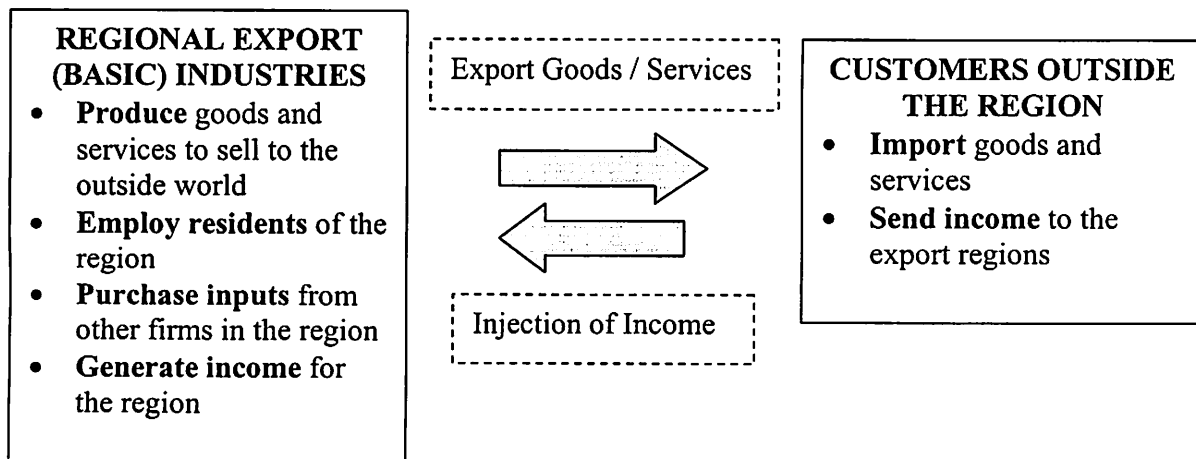 REGIONAL EXPORT
(BASIC) INDUSTRIES
• Produce goods and
services to sell to the
outside world
• Employ residents of the
region
• Purchase inputs from
other firms in the region
• Generate income for
the region
Export Goods / Services
Injection of Income
CUSTOMERS OUTSIDE
THE REGION
• Import goods and
services
• Send income to the
export regions